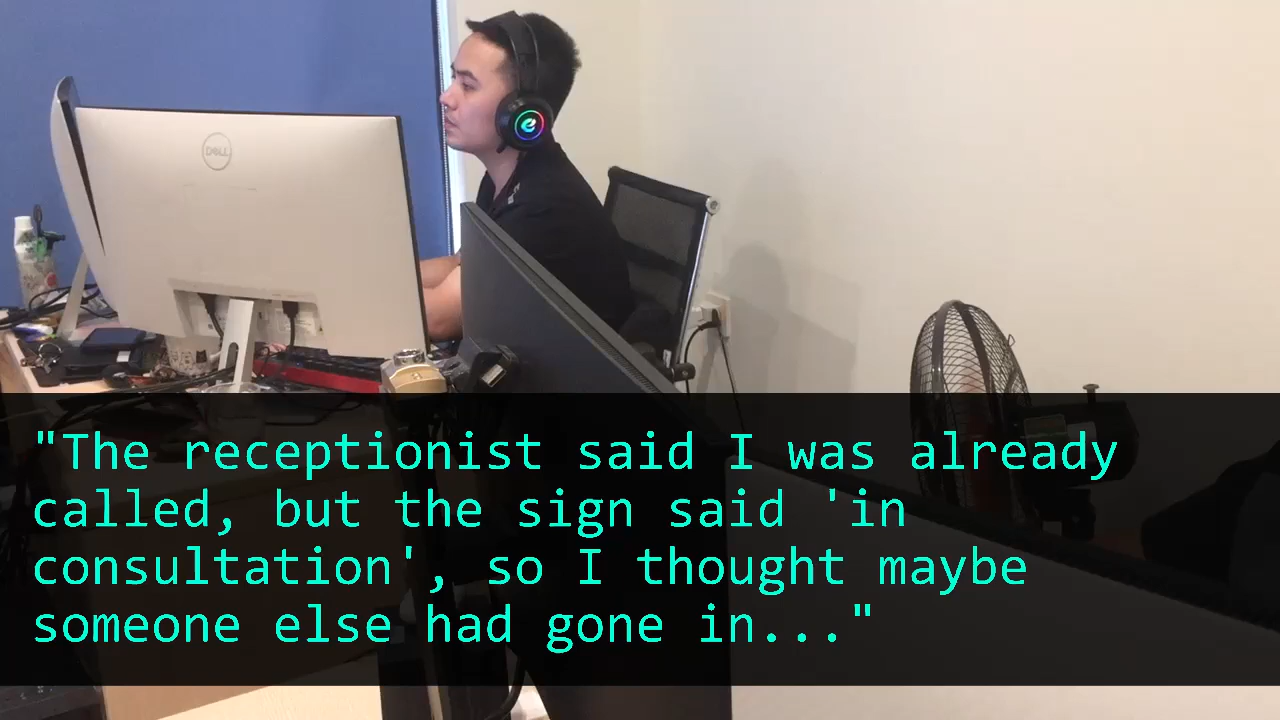 DELL
"The receptionist said I was already
called, but the sign said 'in
consultation', so I thought maybe
someone else had gone in..."